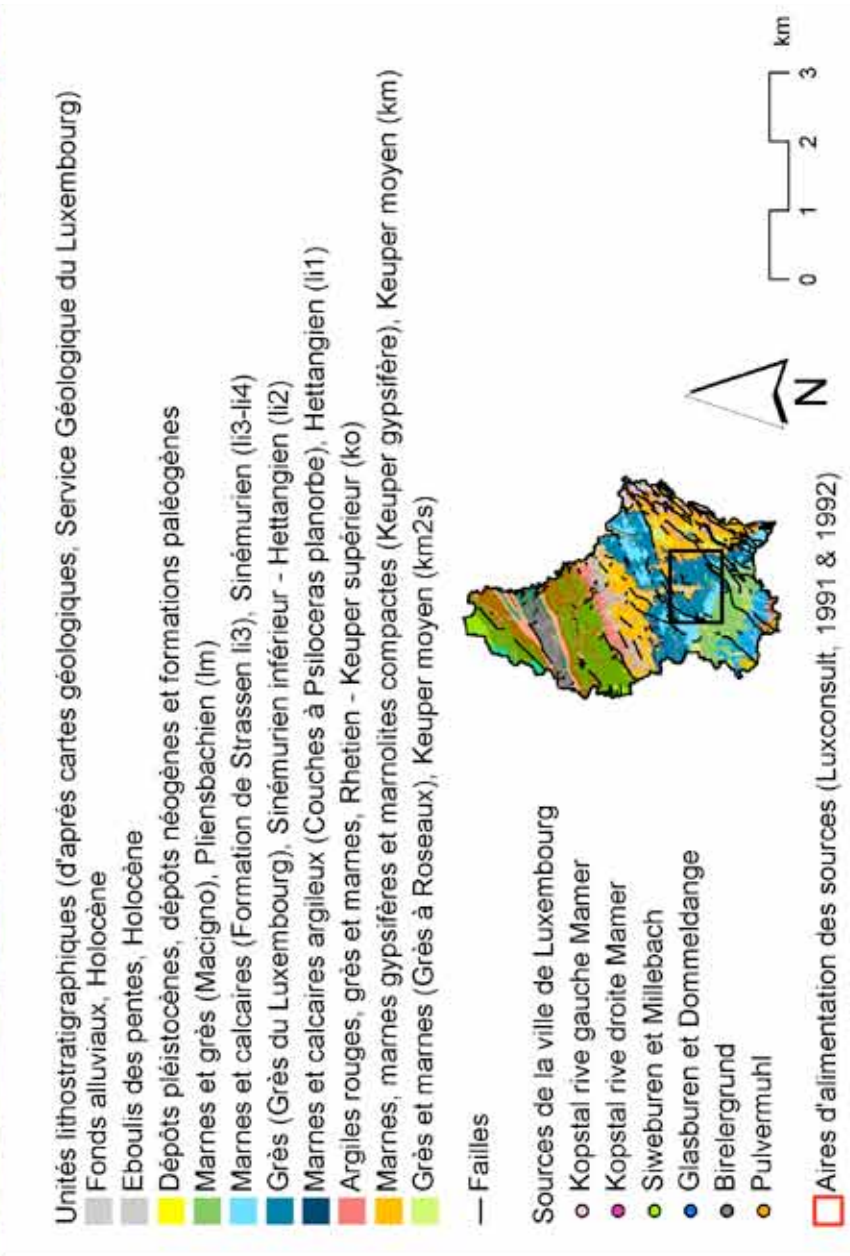 Unités lithostratigraphiques (d'après cartes géologiques, Service Géologique du Luxembourg)
Fonds alluviaux, Holocène
Eboulis des pentes, Holocène
Dépôts pléistocènes, dépôts néogènes et formations paléogènes
Marnes et grès (Macigno), Pliensbachien (lm)
Marnes et calcaires (Formation de Strassen li3), Sinémurien (li3-li4)
Grès (Grès du Luxembourg), Sinémurien inférieur - Hettangien (li2)
Marnes et calcaires argileux (Couches à Psiloceras planorbe), Hettangien (li1)
Argiles rouges, grès et marnes, Rhetien - Keuper supérieur (ko)
Marnes, marnes gypsifères et marnolites compactes (Keuper gypsifère), Keuper moyen (km)
Grès et marnes (Grès à Roseaux), Keuper moyen (km2s)
Failles
Sources de la ville de Luxembourg
Kopstal rive gauche Mamer
Kopstal rive droite Mamer
Siweburen et Millebach
Glasburen et Dommeldange
Birelergrund
Pulvermuhl
Aires d'alimentation des sources (Luxconsult, 1991 & 1992)
N
0 1 2 3 km